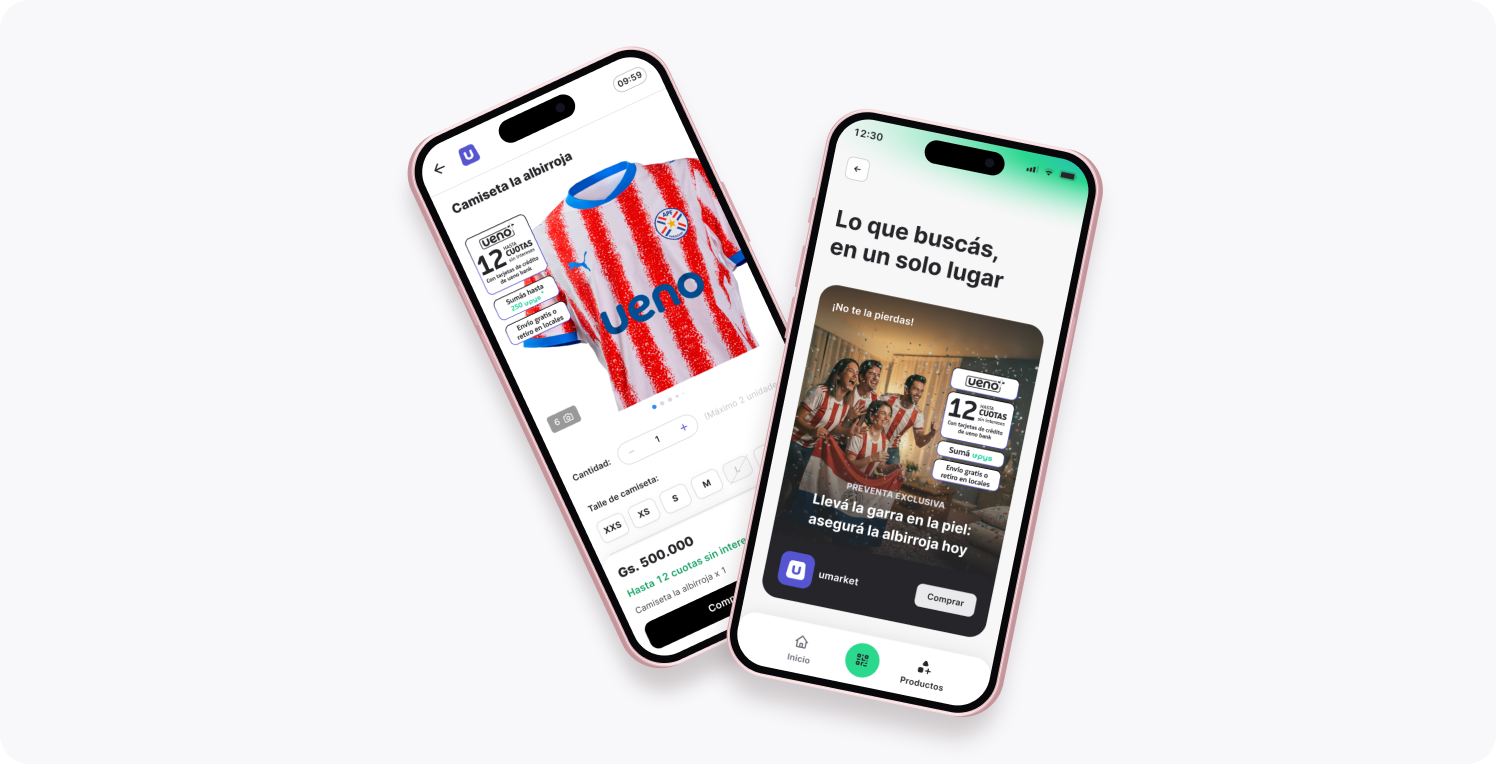 09:59
Camiseta la albirroja
ueno
12 HASTA CUOTAS
sin intereses
Con tarjetas de crédito
de ueno bank
Sumás hasta
250 upys *
Envío gratis o
retiro en locales
APF
ueno
6
Cantidad:
− 1 +
(Máximo 2
Talle de camiseta:
XXS XS S M L
Gs. 500.000
Hasta 12 cuotas sin
Camiseta la albirroja x 1
12:30
Lo que buscás,
en un solo lugar
¡No te la pierdas!
ueno
12 HASTA CUOTAS
sin intereses
Con tarjetas de crédito
de ueno bank
Sumá upys
Envío gratis o
retiro en locales
PREVENTA EXCLUSIVA
Llevá la garra en la piel:
asegurá la albirroja hoy
U umarket
Comprar
Inicio
Productos